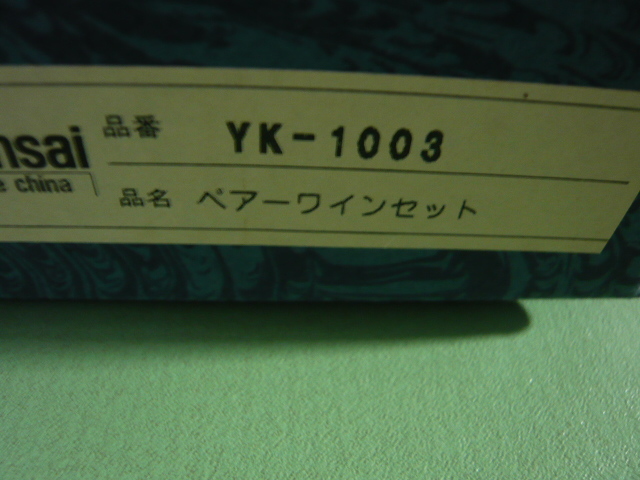 品番 YK-1003
nsai
e china
品名 ペアーワインセット